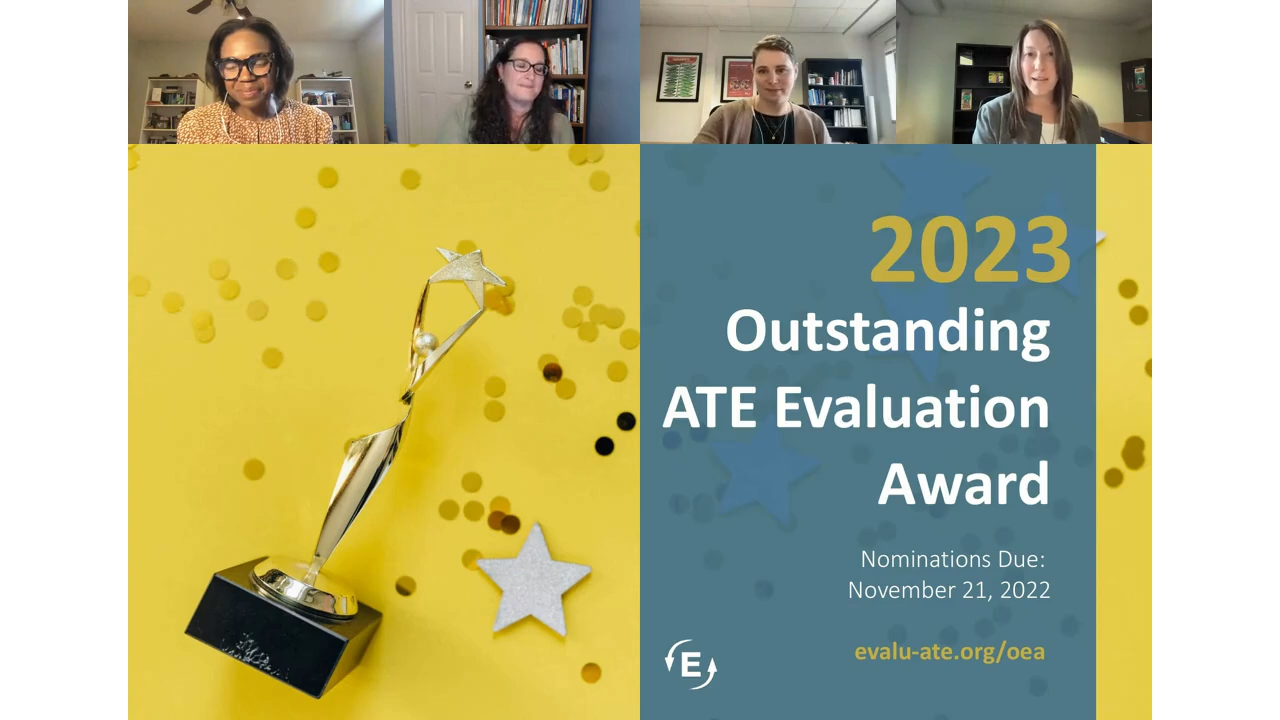 2023
Outstanding
ATE Evaluation
Award
Nominations Due:
November 21, 2022
evalu-ate.org/oea
E